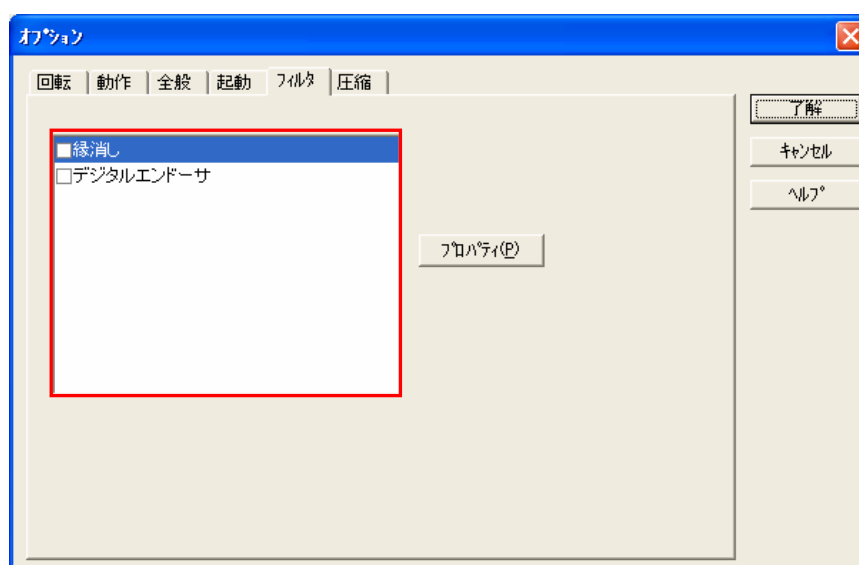 オプション
回転 動作 全般 起動 フィルタ 圧縮
了解
縁消し
キャンセル
デジタルエンドーサ
ヘルプ
プロパティ(P)